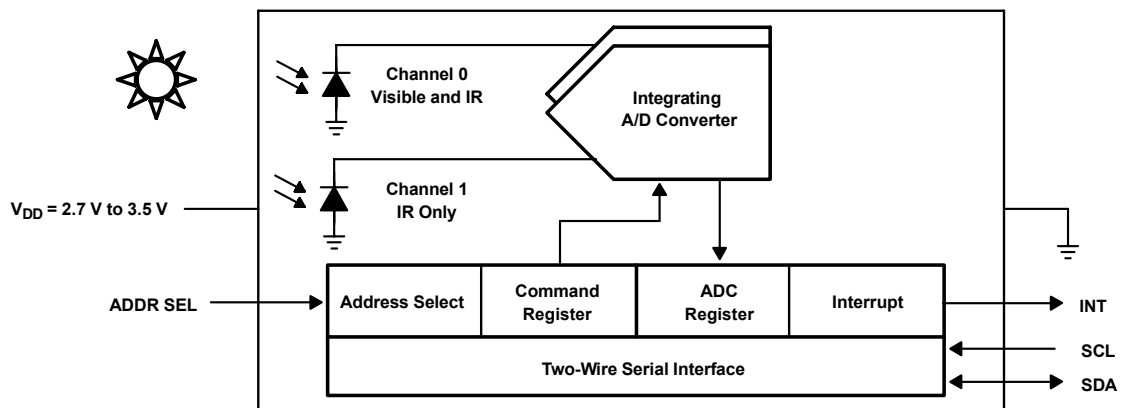 Channel 0
Visible and IR
Integrating
A/D Converter
Channel 1
IR Only
VDD = 2.7 V to 3.5 V
ADDR SEL
Address Select
Command
Register
ADC
Register
Interrupt
INT
Two-Wire Serial Interface
SCL
SDA